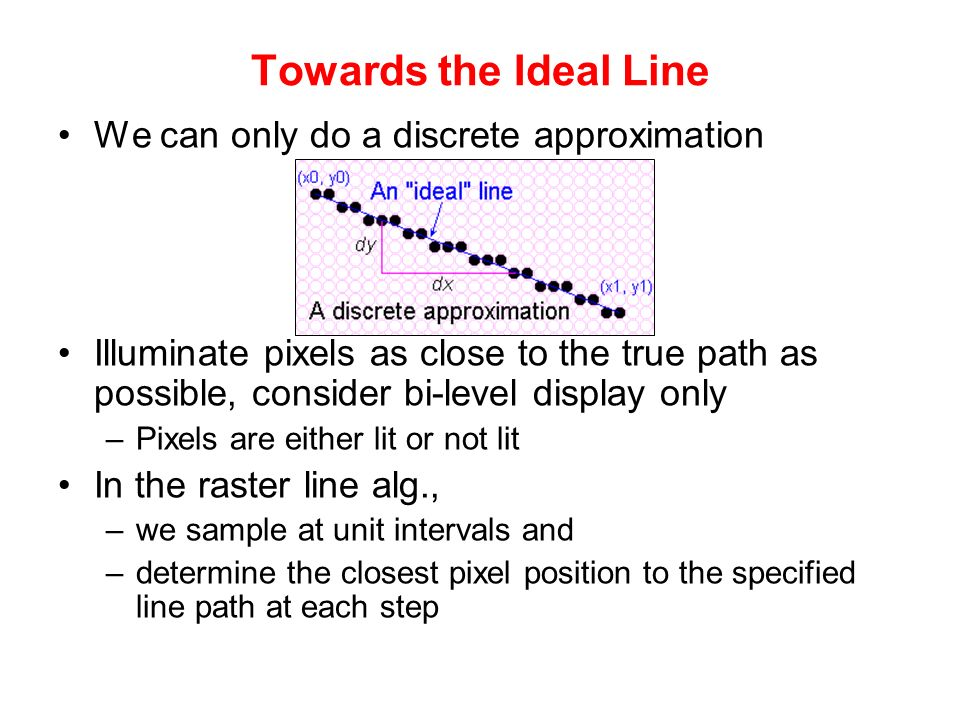 Towards the Ideal Line
• We can only do a discrete approximation
(x0, y0)
An "ideal" line
dy
dx
(x1, y1)
A discrete approximation
• Illuminate pixels as close to the true path as
possible, consider bi-level display only
– Pixels are either lit or not lit
• In the raster line alg.,
– we sample at unit intervals and
– determine the closest pixel position to the specified
line path at each step